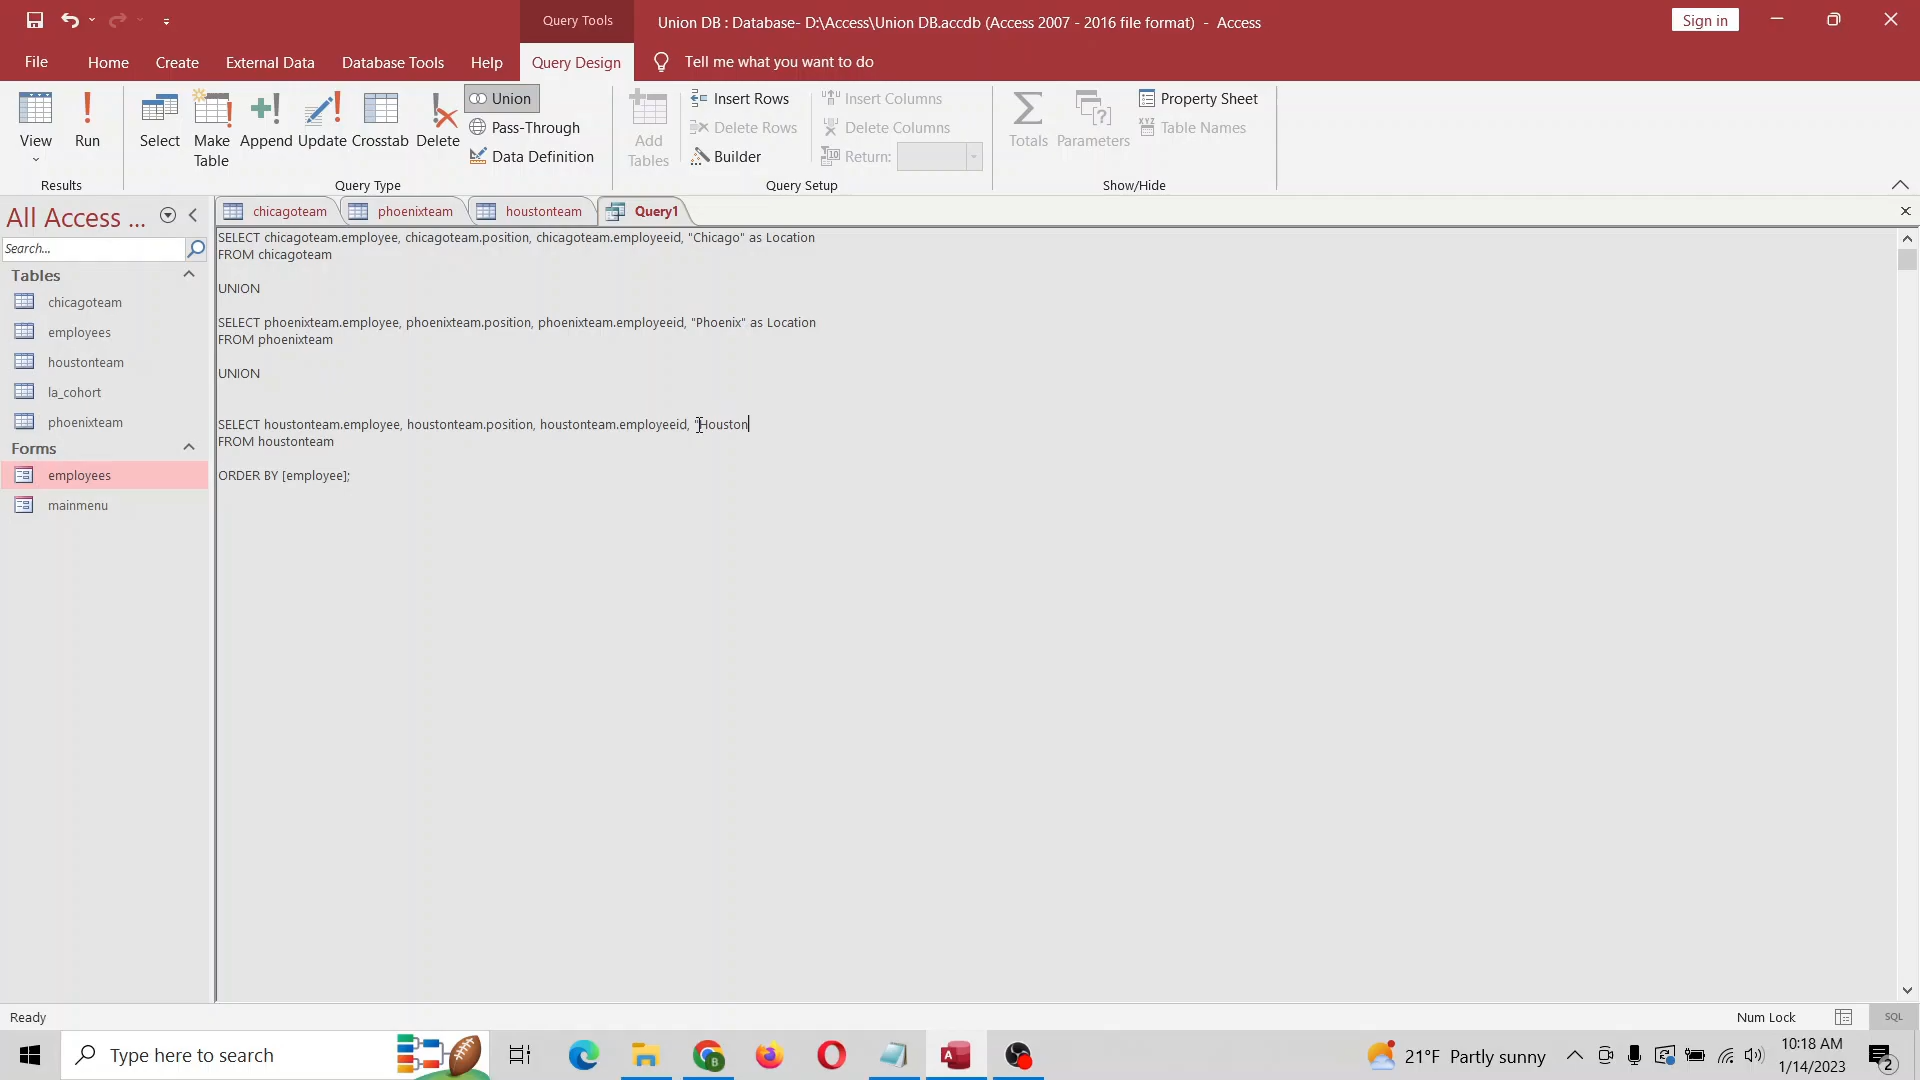 Query Tools
Union DB : Database- D:\Access\Union DB.accdb (Access 2007 - 2016 file format) - Access
Sign in
File
Home
Create
External Data
Database Tools
Help
Query Design
Tell me what you want to do
View
Run
Select
Make Table
Append
Update
Crosstab
Delete
Union
Pass-Through
Data Definition
Add Tables
Insert Rows
Delete Rows
Builder
Insert Columns
Delete Columns
Return:
Totals
Parameters
Property Sheet
Table Names
Results
Query Type
Query Setup
Show/Hide
All Access ...
Search...
Tables
chicagoteam
employees
houstonteam
la_cohort
phoenixteam
Forms
employees
mainmenu
chicagoteam
phoenixteam
houstonteam
Query1
SELECT chicagoteam.employee, chicagoteam.position, chicagoteam.employeeid, "Chicago" as Location
FROM chicagoteam
UNION
SELECT phoenixteam.employee, phoenixteam.position, phoenixteam.employeeid, "Phoenix" as Location
FROM phoenixteam
UNION
SELECT houstonteam.employee, houstonteam.position, houstonteam.employeeid, "Houston
FROM houstonteam
ORDER BY [employee];
Ready
Num Lock
SQL
Type here to search
21°F Partly sunny
10:18 AM
1/14/2023
2